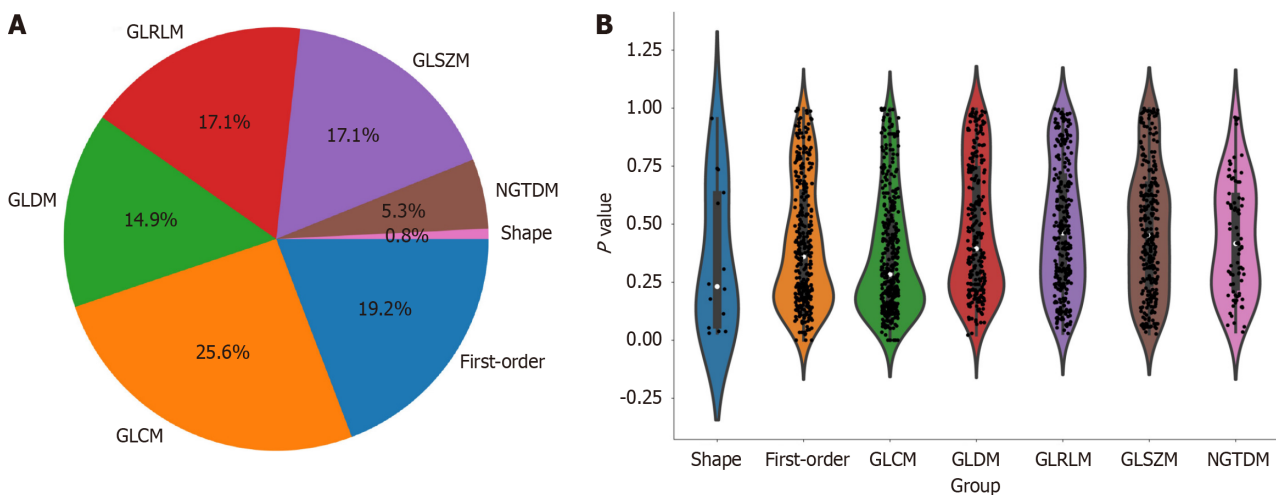 A
GLRLM
GLSZM
NGTDM
Shape
First-order
GLCM
GLDM
17.1%
17.1%
5.3%
0.8%
19.2%
25.6%
14.9%
B
P value
1.25
1.00
0.75
0.50
0.25
0.00
-0.25
Shape First-order GLCM GLDM GLRLM GLSZM NGTDM
Group